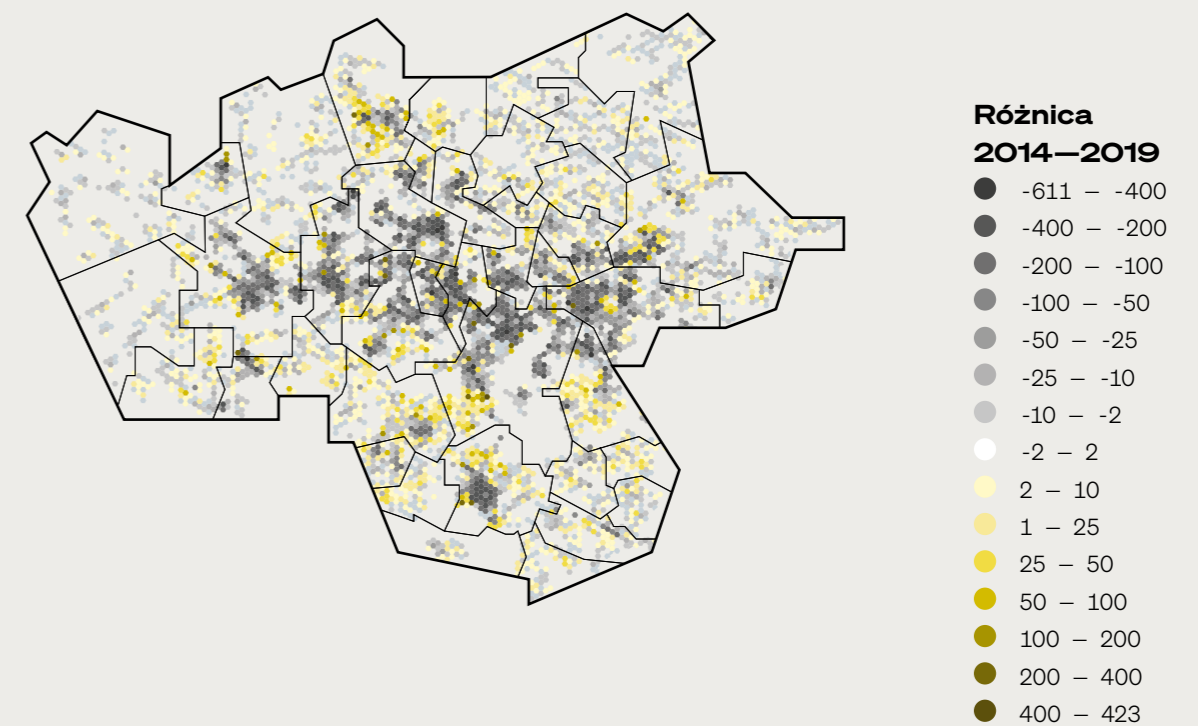 Różnica
2014—2019
-611 – -400
-400 – -200
-200 – -100
-100 – -50
-50 – -25
-25 – -10
-10 – -2
-2 – 2
2 – 10
1 – 25
25 – 50
50 – 100
100 – 200
200 – 400
400 – 423